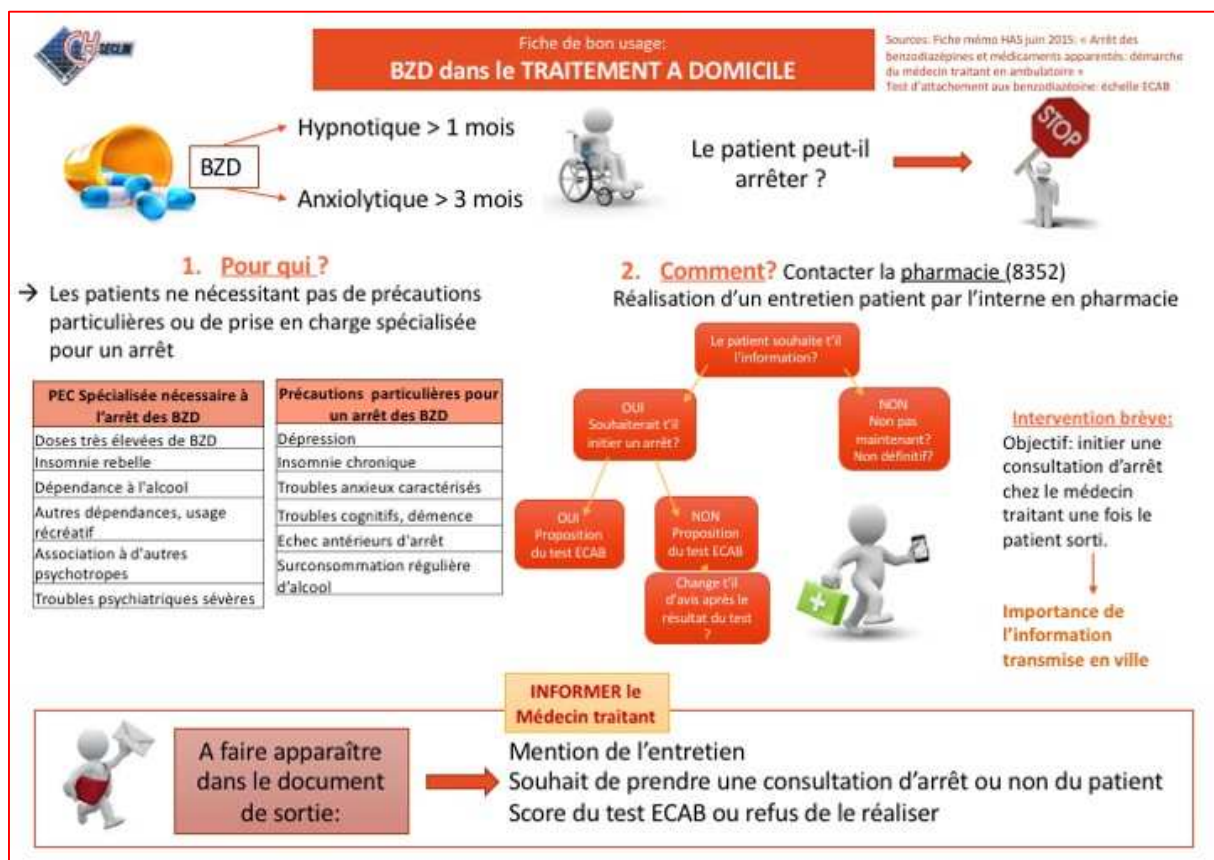 CH SECLIN
Fiche de bon usage:
BZD dans le TRAITEMENT A DOMICILE
Sources: Fiche mémo HAS juin 2015: « Arrêt des
benzodiazépines et médicaments apparentés: démarche
du médecin traitant en ambulatoire »
Test d'attachement aux benzodiazépine: échelle ECAB
BZD
Hypnotique > 1 mois
Anxiolytique > 3 mois
Le patient peut-il
arrêter ?
STOP
1. Pour qui ?
→ Les patients ne nécessitant pas de précautions
particulières ou de prise en charge spécialisée
pour un arrêt
PEC Spécialisée nécessaire à
l'arrêt des BZD
Doses très élevées de BZD
Insomnie rebelle
Dépendance à l'alcool
Autres dépendances, usage
récréatif
Association à d'autres
psychotropes
Troubles psychiatriques sévères
Précautions particulières pour
un arrêt des BZD
Dépression
Insomnie chronique
Troubles anxieux caractérisés
Troubles cognitifs, démence
Echec antérieurs d'arrêt
Surconsommation régulière
d'alcool
2. Comment? Contacter la pharmacie (8352)
Réalisation d'un entretien patient par l'interne en pharmacie
Le patient souhaite t'il
l'information?
OUI
Souhaiterait t'il
initier un arrêt?
NON
Non pas
maintenant?
Non définitif?
OUI
Proposition
du test ECAB
NON
Proposition
du test ECAB
Change t'il
d'avis après le
résultat du test
?
Intervention brève:
Objectif: initier une
consultation d'arrêt
chez le médecin
traitant une fois le
patient sorti.
Importance de
l'information
transmise en ville
INFORMER le
Médecin traitant
A faire apparaître
dans le document
de sortie:
Mention de l'entretien
Souhait de prendre une consultation d'arrêt ou non du patient
Score du test ECAB ou refus de le réaliser